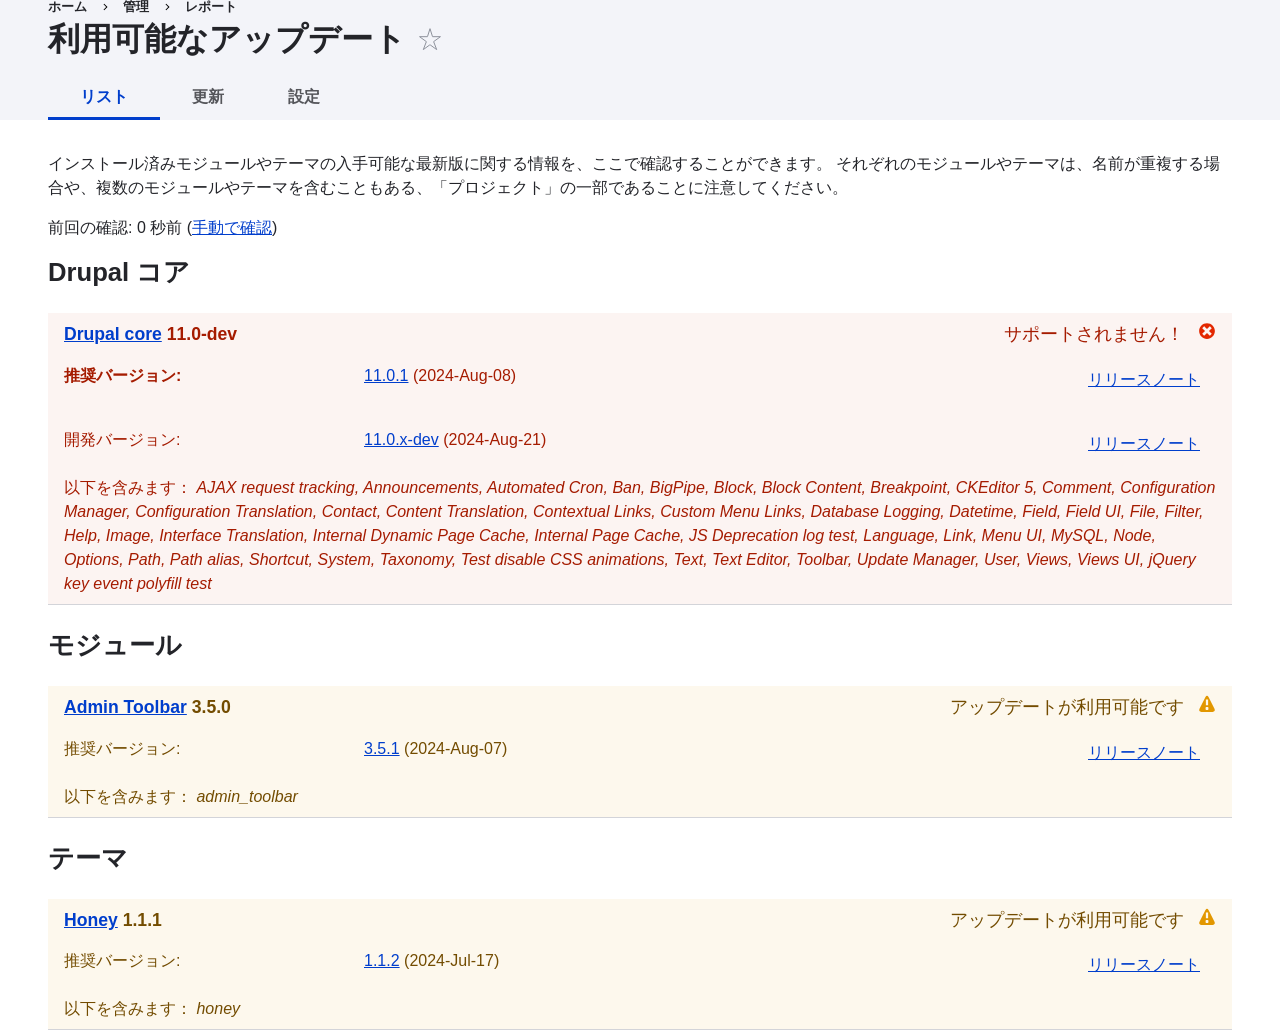 ホーム › 管理 › レポート
利用可能なアップデート ☆
リスト 更新 設定
インストール済みモジュールやテーマの入手可能な最新版に関する情報を、ここで確認することができます。 それぞれのモジュールやテーマは、名前が重複する場
合や、複数のモジュールやテーマを含むこともある、「プロジェクト」の一部であることに注意してください。
前回の確認: 0 秒前 (手動で確認)
Drupal コア
Drupal core 11.0-dev サポートされません！
推奨バージョン: 11.0.1 (2024-Aug-08) リリースノート
開発バージョン: 11.0.x-dev (2024-Aug-21) リリースノート
以下を含みます： AJAX request tracking, Announcements, Automated Cron, Ban, BigPipe, Block, Block Content, Breakpoint, CKEditor 5, Comment, Configuration
Manager, Configuration Translation, Contact, Content Translation, Contextual Links, Custom Menu Links, Database Logging, Datetime, Field, Field UI, File, Filter,
Help, Image, Interface Translation, Internal Dynamic Page Cache, Internal Page Cache, JS Deprecation log test, Language, Link, Menu UI, MySQL, Node,
Options, Path, Path alias, Shortcut, System, Taxonomy, Test disable CSS animations, Text, Text Editor, Toolbar, Update Manager, User, Views, Views UI, jQuery
key event polyfill test
モジュール
Admin Toolbar 3.5.0 アップデートが利用可能です
推奨バージョン: 3.5.1 (2024-Aug-07) リリースノート
以下を含みます： admin_toolbar
テーマ
Honey 1.1.1 アップデートが利用可能です
推奨バージョン: 1.1.2 (2024-Jul-17) リリースノート
以下を含みます： honey